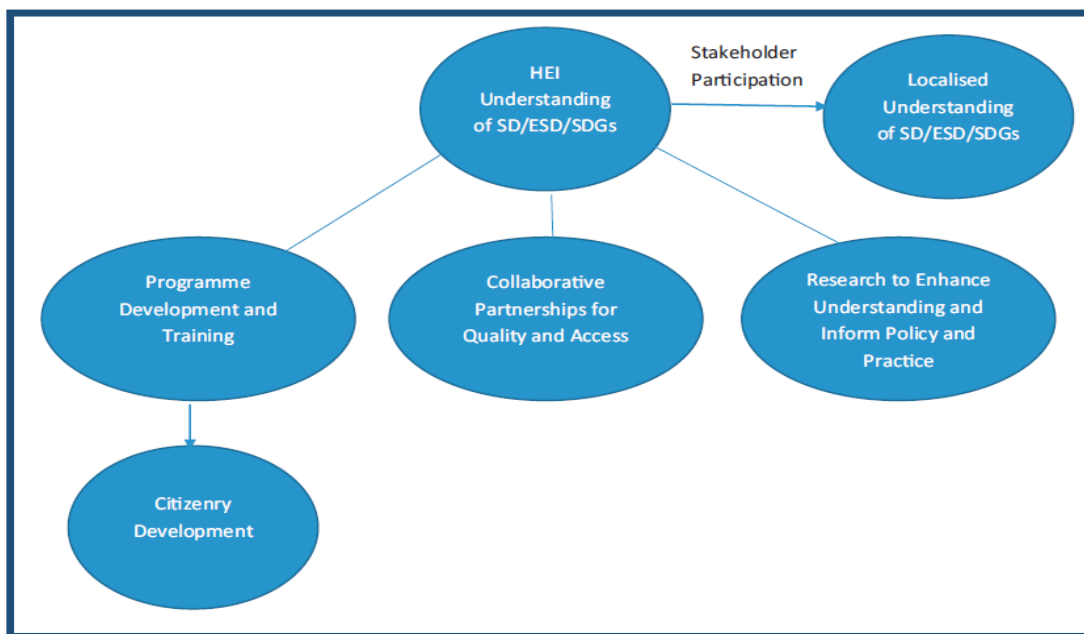 HEI
Understanding
of SD/ESD/SDGs
Stakeholder
Participation
Localised
Understanding
of SD/ESD/SDGs
Programme
Development and
Training
Collaborative
Partnerships for
Quality and Access
Research to Enhance
Understanding and
Inform Policy and
Practice
Citizenry
Development